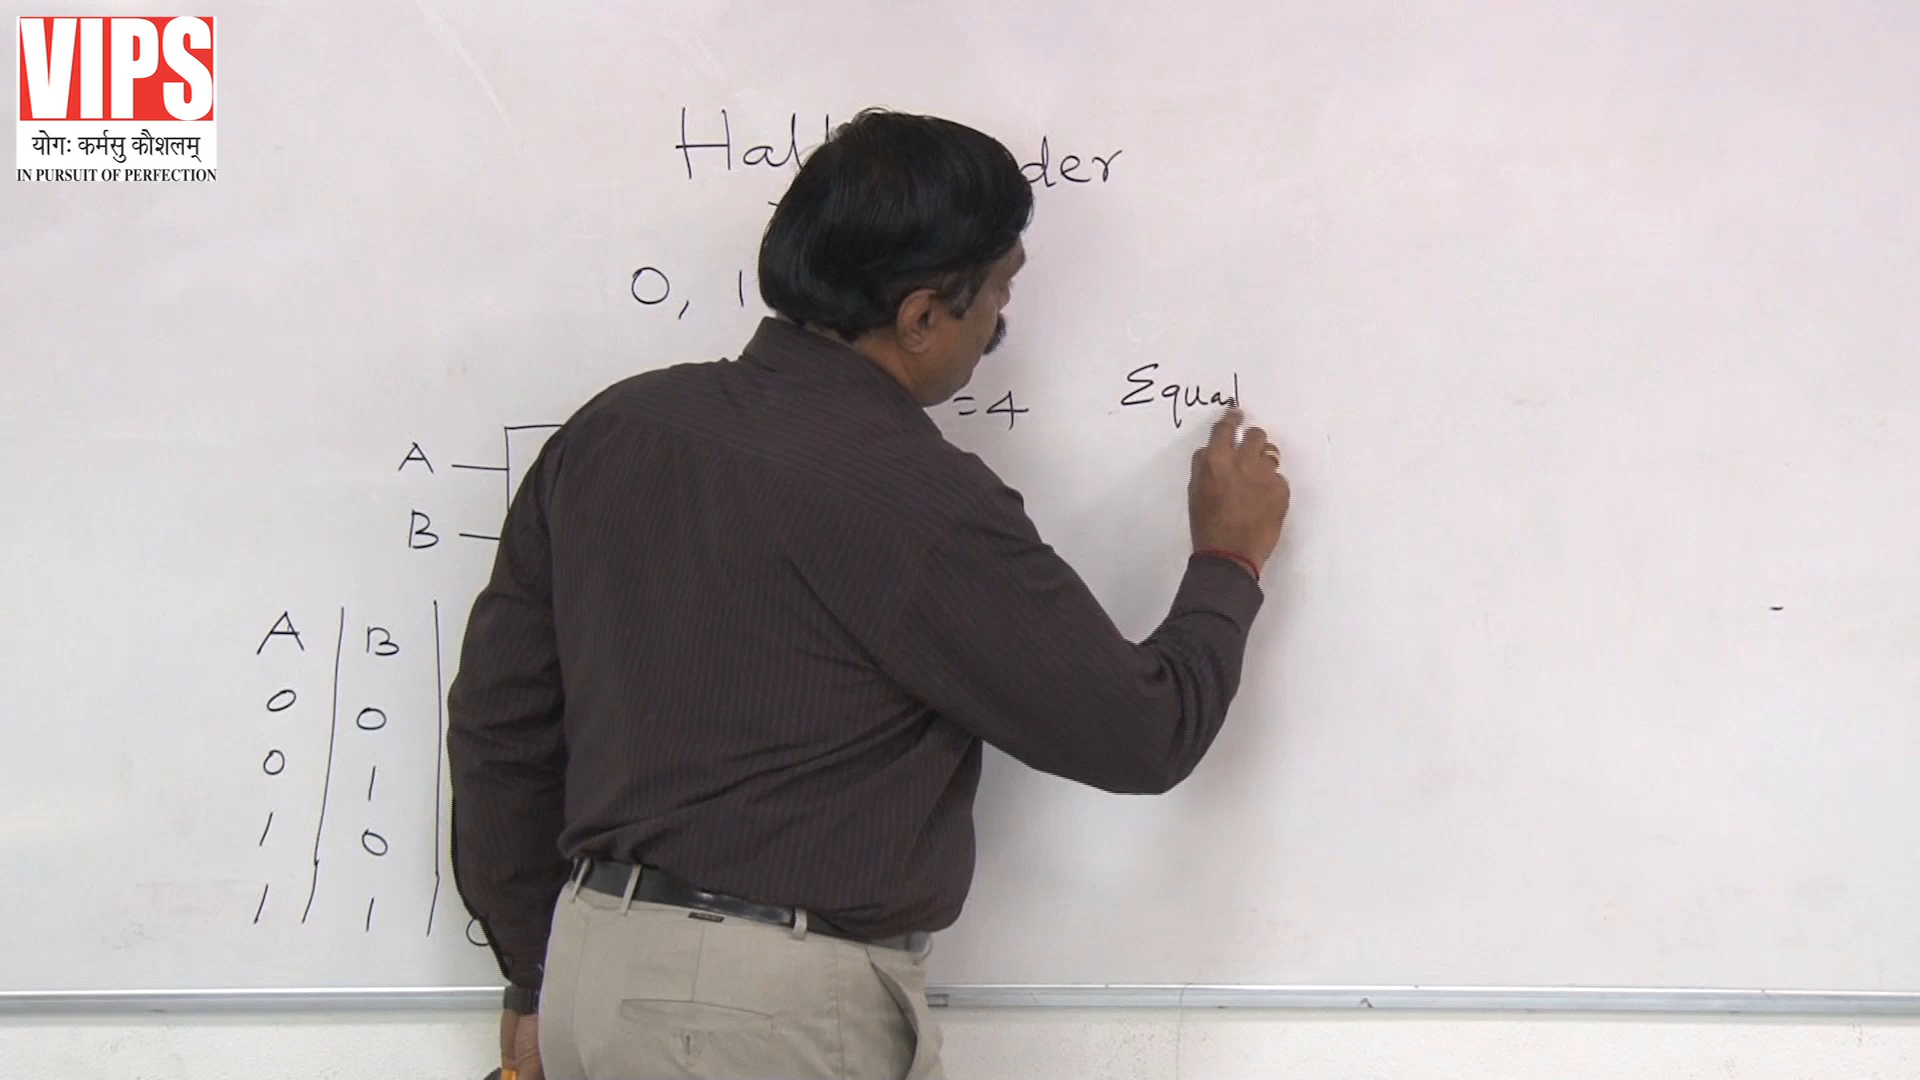 VIPS
योगः कर्मसु कौशलम्
IN PURSUIT OF PERFECTION
der
0, 1
=4
Equal
A
B
A B
0 0
0 1
1 0
1 1